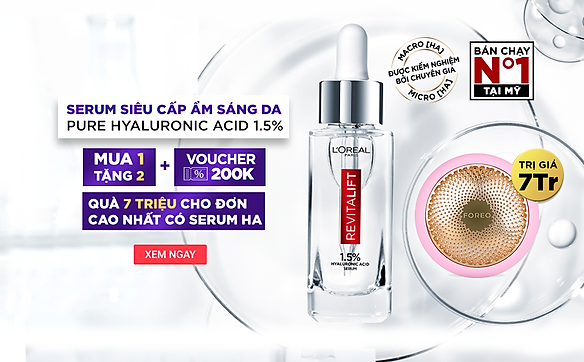 SERUM SIÊU CẤP ẨM SÁNG DA
PURE HYALURONIC ACID 1.5%
MUA 1
TẶNG 2
+
VOUCHER
% 200K
QUÀ 7 TRIỆU CHO ĐƠN
CAO NHẤT CÓ SERUM HA
XEM NGAY
L'ORÉAL
PARIS
REVITALIFT
1.5%
HYALURONIC ACID
SERUM
MACRO [HA]
ĐƯỢC KIỂM NGHIỆM
BỞI CHUYÊN GIA
MICRO [HA]
BÁN CHẠY
Nº1
TẠI MỸ
TRỊ GIÁ
7Tr
FOREO